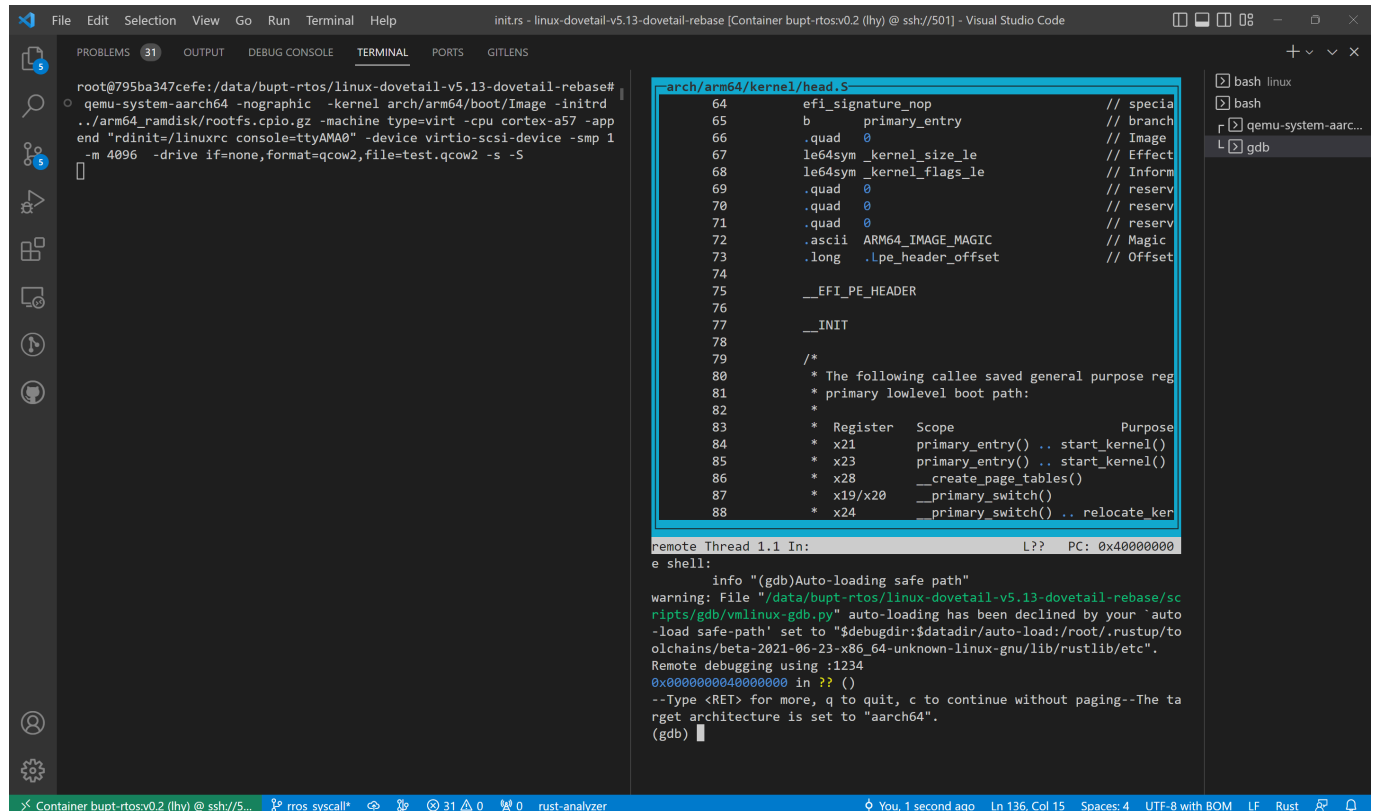 File Edit Selection View Go Run Terminal Help
init.rs - linux-dovetail-v5.13-dovetail-rebase [Container bupt-rtos:v0.2 (lhy) @ ssh://501] - Visual Studio Code
PROBLEMS 31 OUTPUT DEBUG CONSOLE TERMINAL PORTS GITLENS
5
5
root@795ba347cefe:/data/bupt-rtos/linux-dovetail-v5.13-dovetail-rebase#
qemu-system-aarch64 -nographic -kernel arch/arm64/boot/Image -initrd
../arm64_ramdisk/rootfs.cpio.gz -machine type=virt -cpu cortex-a57 -app
end "rdinit=/linuxrc console=ttyAMA0" -device virtio-scsi-device -smp 1
-m 4096 -drive if=none,format=qcow2,file=test.qcow2 -s -S
arch/arm64/kernel/head.S
64 efi_signature_nop // specia
65 b primary_entry // branch
66 .quad 0 // Image
67 le64sym _kernel_size_le // Effect
68 le64sym _kernel_flags_le // Inform
69 .quad 0 // reserv
70 .quad 0 // reserv
71 .quad 0 // reserv
72 .ascii ARM64_IMAGE_MAGIC // Magic
73 .long .Lpe_header_offset // Offset
74
75 __EFI_PE_HEADER
76
77 __INIT
78
79 /*
80 * The following callee saved general purpose reg
81 * primary lowlevel boot path:
82 *
83 * Register Scope Purpose
84 * x21 primary_entry() .. start_kernel()
85 * x23 primary_entry() .. start_kernel()
86 * x28 __create_page_tables()
87 * x19/x20 __primary_switch()
88 * x24 __primary_switch() .. relocate_ker
remote Thread 1.1 In: L?? PC: 0x40000000
e shell:
info "(gdb)Auto-loading safe path"
warning: File "/data/bupt-rtos/linux-dovetail-v5.13-dovetail-rebase/sc
ripts/gdb/vmlinux-gdb.py" auto-loading has been declined by your `auto
-load safe-path' set to "$debugdir:$datadir/auto-load:/root/.rustup/to
olchains/beta-2021-06-23-x86_64-unknown-linux-gnu/lib/rustlib/etc".
Remote debugging using :1234
0x0000000040000000 in ?? ()
--Type <RET> for more, q to quit, c to continue without paging--The ta
rget architecture is set to "aarch64".
(gdb)
bash linux
bash
qemu-system-aarc...
gdb
Container bupt-rtos:v0.2 (lhy) @ ssh://5... rros_syscall* 31 0 0 rust-analyzer You, 1 second ago Ln 136, Col 15 Spaces: 4 UTF-8 with BOM LF Rust